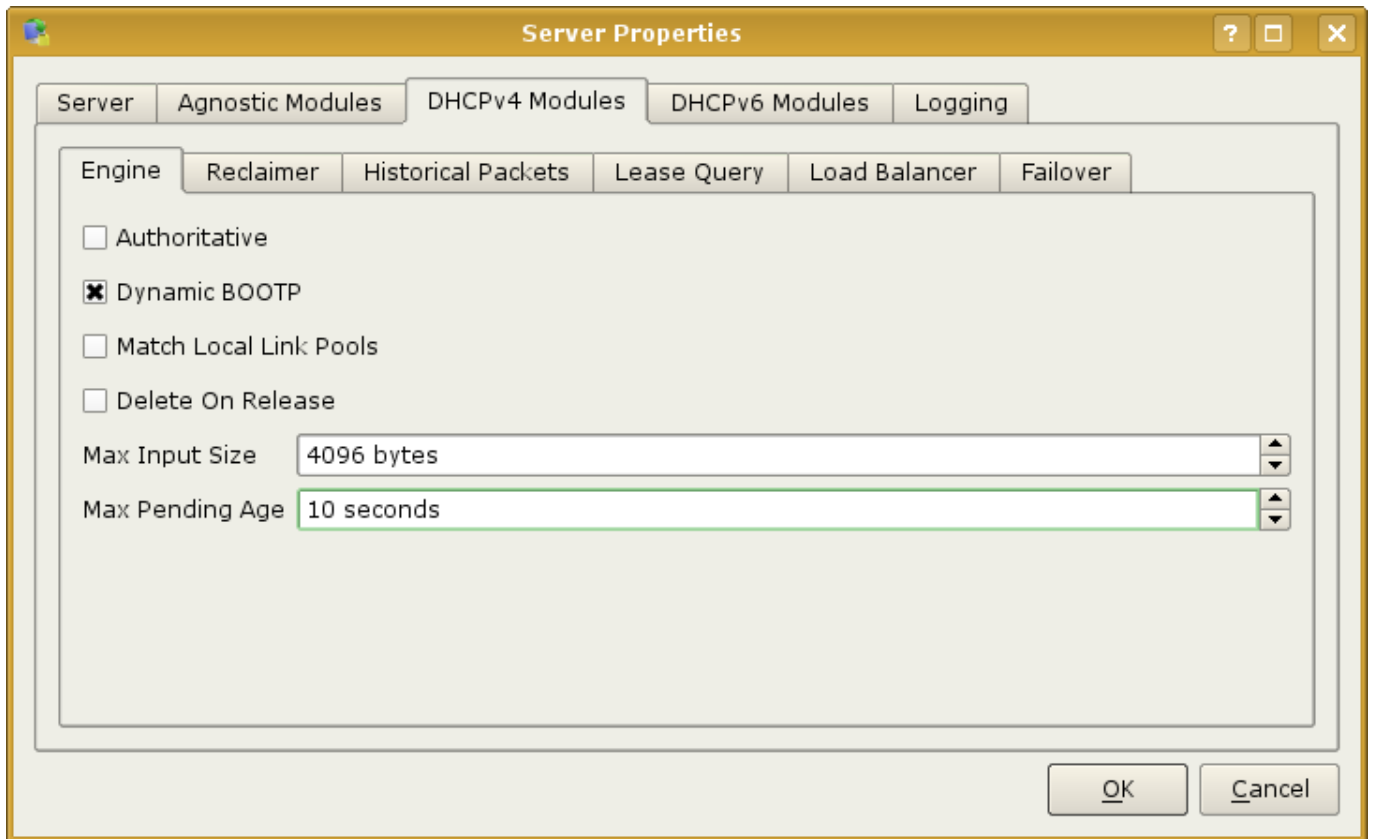 Server Properties
Server Agnostic Modules DHCPv4 Modules DHCPv6 Modules Logging
Engine Reclaimer Historical Packets Lease Query Load Balancer Failover
Authoritative
Dynamic BOOTP
Match Local Link Pools
Delete On Release
Max Input Size 4096 bytes
Max Pending Age 10 seconds
OK Cancel